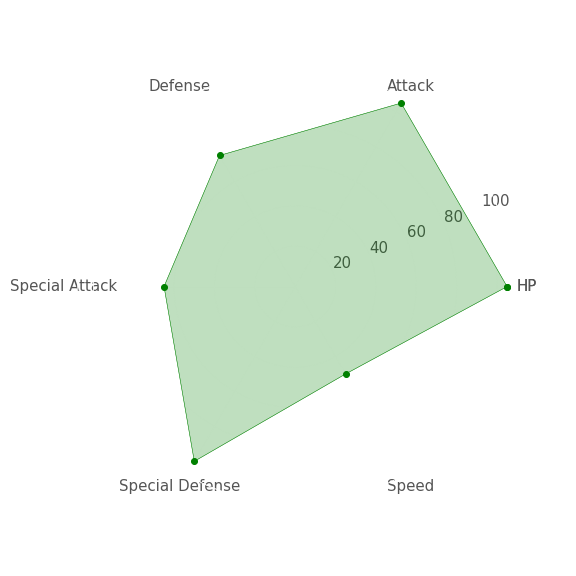 Defense
Attack
100
80
60
40
20
Special Attack
HP
Special Defense
Speed